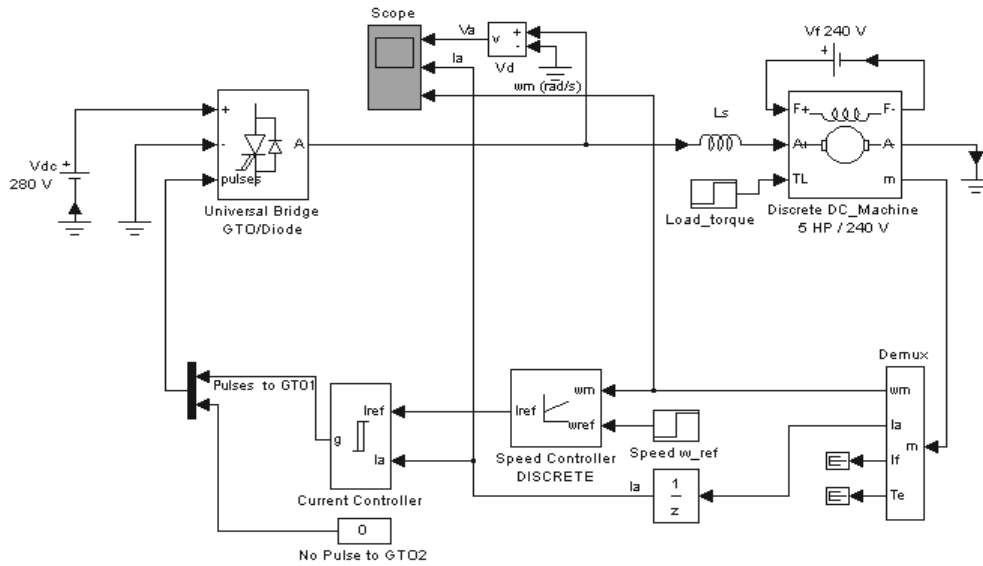 Scope
Va
Ia
wm (rad/s)
v
+
-
Vd
Vf 240 V
+
Vdc +
280 V
+
-
pulses
A
Universal Bridge
GTO/Diode
Ls
F+
F-
A+
A-
TL
m
Load_torque
Discrete DC_Machine
5 HP / 240 V
Demux
wm
Ia
m
If
Te
Pulses to GTO1
Iref
g
Ia
Current Controller
wm
Iref
wref
Speed Controller
DISCRETE
Speed w_ref
Ia
1
z
0
No Pulse to GTO2